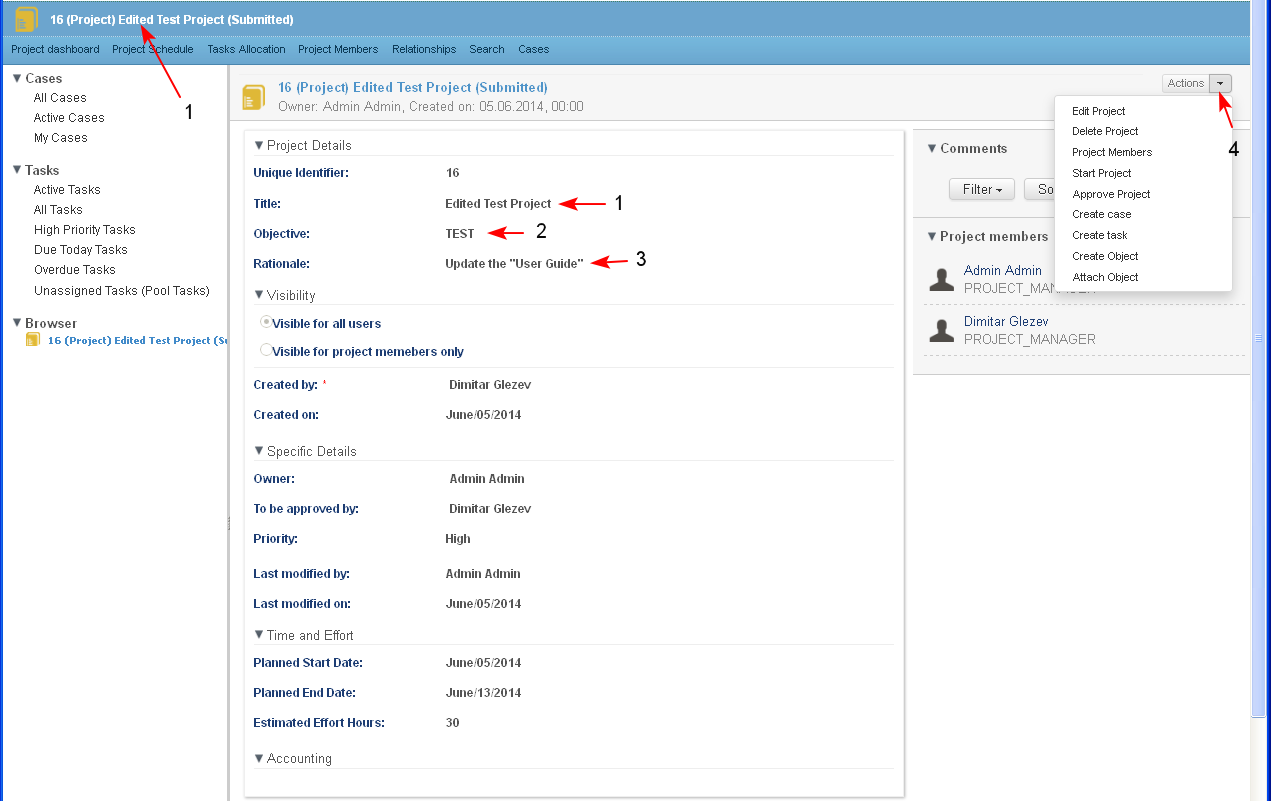 16 (Project) Edited Test Project (Submitted)
Project dashboard Project Schedule Tasks Allocation Project Members Relationships Search Cases
1
Cases
All Cases
Active Cases
My Cases
Tasks
Active Tasks
All Tasks
High Priority Tasks
Due Today Tasks
Overdue Tasks
Unassigned Tasks (Pool Tasks)
Browser
16 (Project) Edited Test Project (Su
16 (Project) Edited Test Project (Submitted)
Owner: Admin Admin, Created on: 05.06.2014, 00:00
Actions
4
Edit Project
Delete Project
Project Members
Start Project
Approve Project
Create case
Create task
Create Object
Attach Object
Project Details
Unique Identifier: 16
Title: Edited Test Project 1
Objective: TEST 2
Rationale: Update the "User Guide" 3
Visibility
Visible for all users
Visible for project memebers only
Created by: * Dimitar Glezev
Created on: June/05/2014
Specific Details
Owner: Admin Admin
To be approved by: Dimitar Glezev
Priority: High
Last modified by: Admin Admin
Last modified on: June/05/2014
Time and Effort
Planned Start Date: June/05/2014
Planned End Date: June/13/2014
Estimated Effort Hours: 30
Accounting
Comments
Filter So
Project members
Admin Admin
PROJECT_MANAGER
Dimitar Glezev
PROJECT_MANAGER